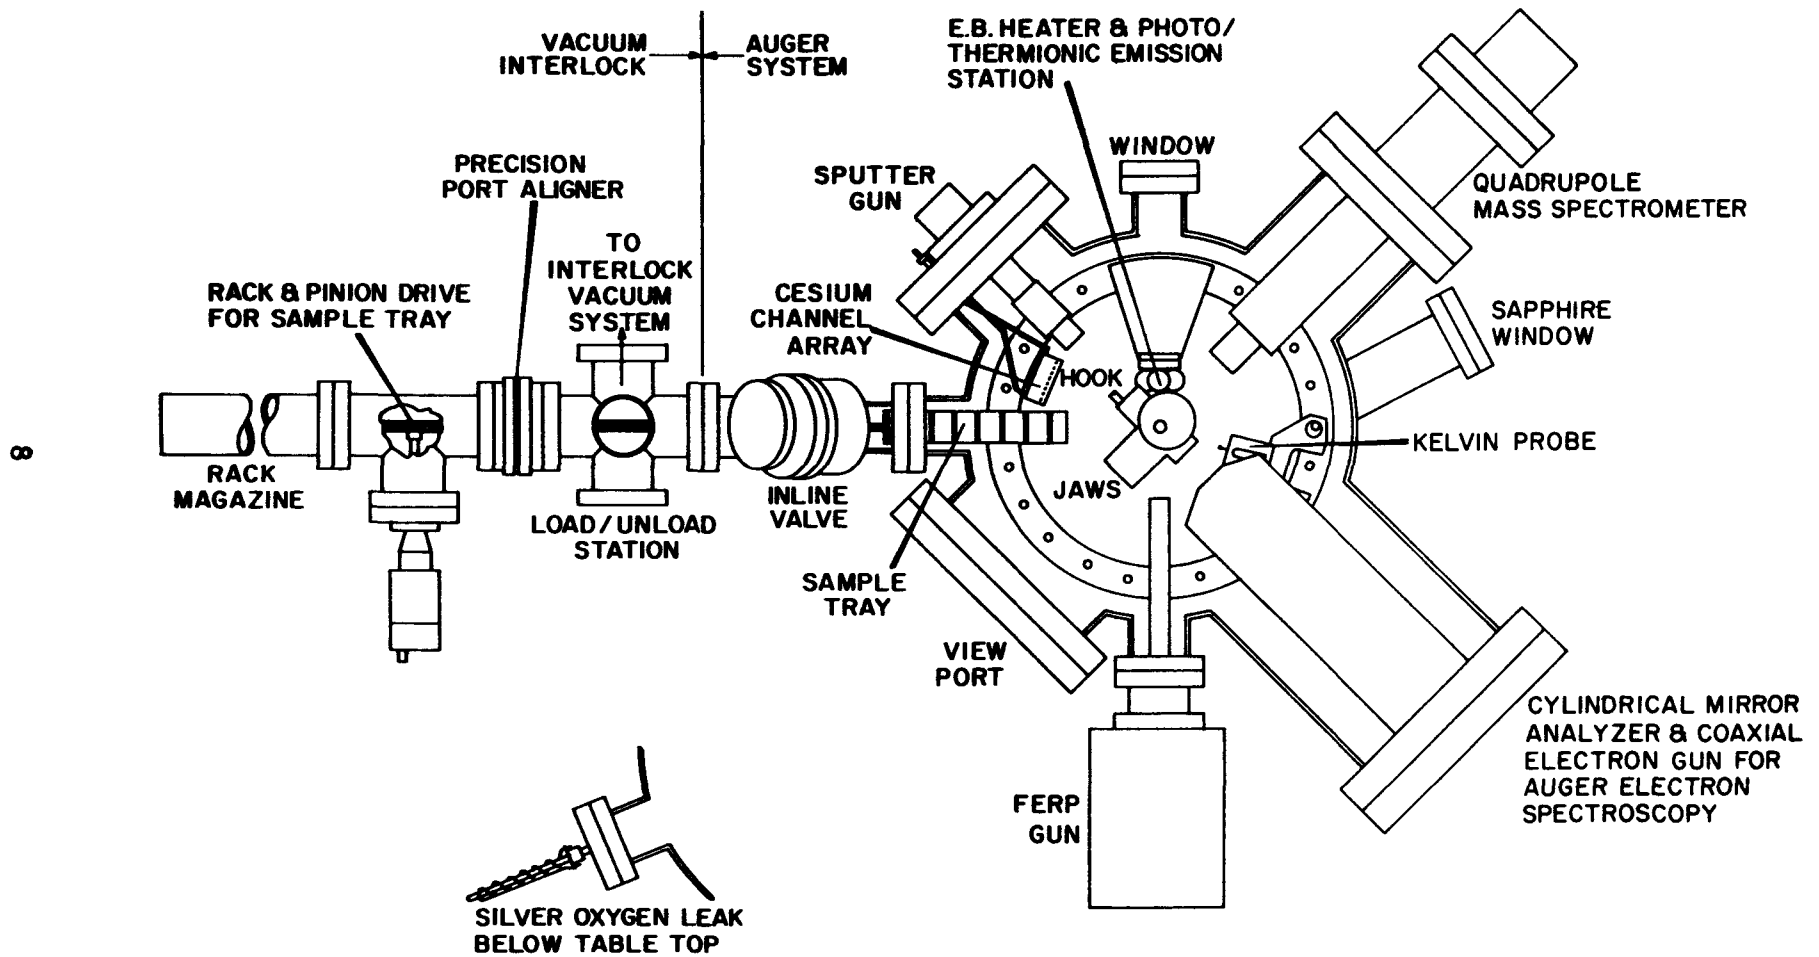 VACUUM
INTERLOCK
AUGER
SYSTEM
E.B. HEATER & PHOTO/
THERMIONIC EMISSION
STATION
WINDOW
PRECISION
PORT ALIGNER
SPUTTER
GUN
QUADRUPOLE
MASS SPECTROMETER
TO
INTERLOCK
VACUUM
SYSTEM
RACK & PINION DRIVE
FOR SAMPLE TRAY
CESIUM
CHANNEL
ARRAY
SAPPHIRE
WINDOW
HOOK
8
KELVIN PROBE
RACK
MAGAZINE
INLINE
VALVE
JAWS
LOAD/UNLOAD
STATION
SAMPLE
TRAY
VIEW
PORT
CYLINDRICAL MIRROR
ANALYZER & COAXIAL
ELECTRON GUN FOR
AUGER ELECTRON
SPECTROSCOPY
FERP
GUN
SILVER OXYGEN LEAK
BELOW TABLE TOP